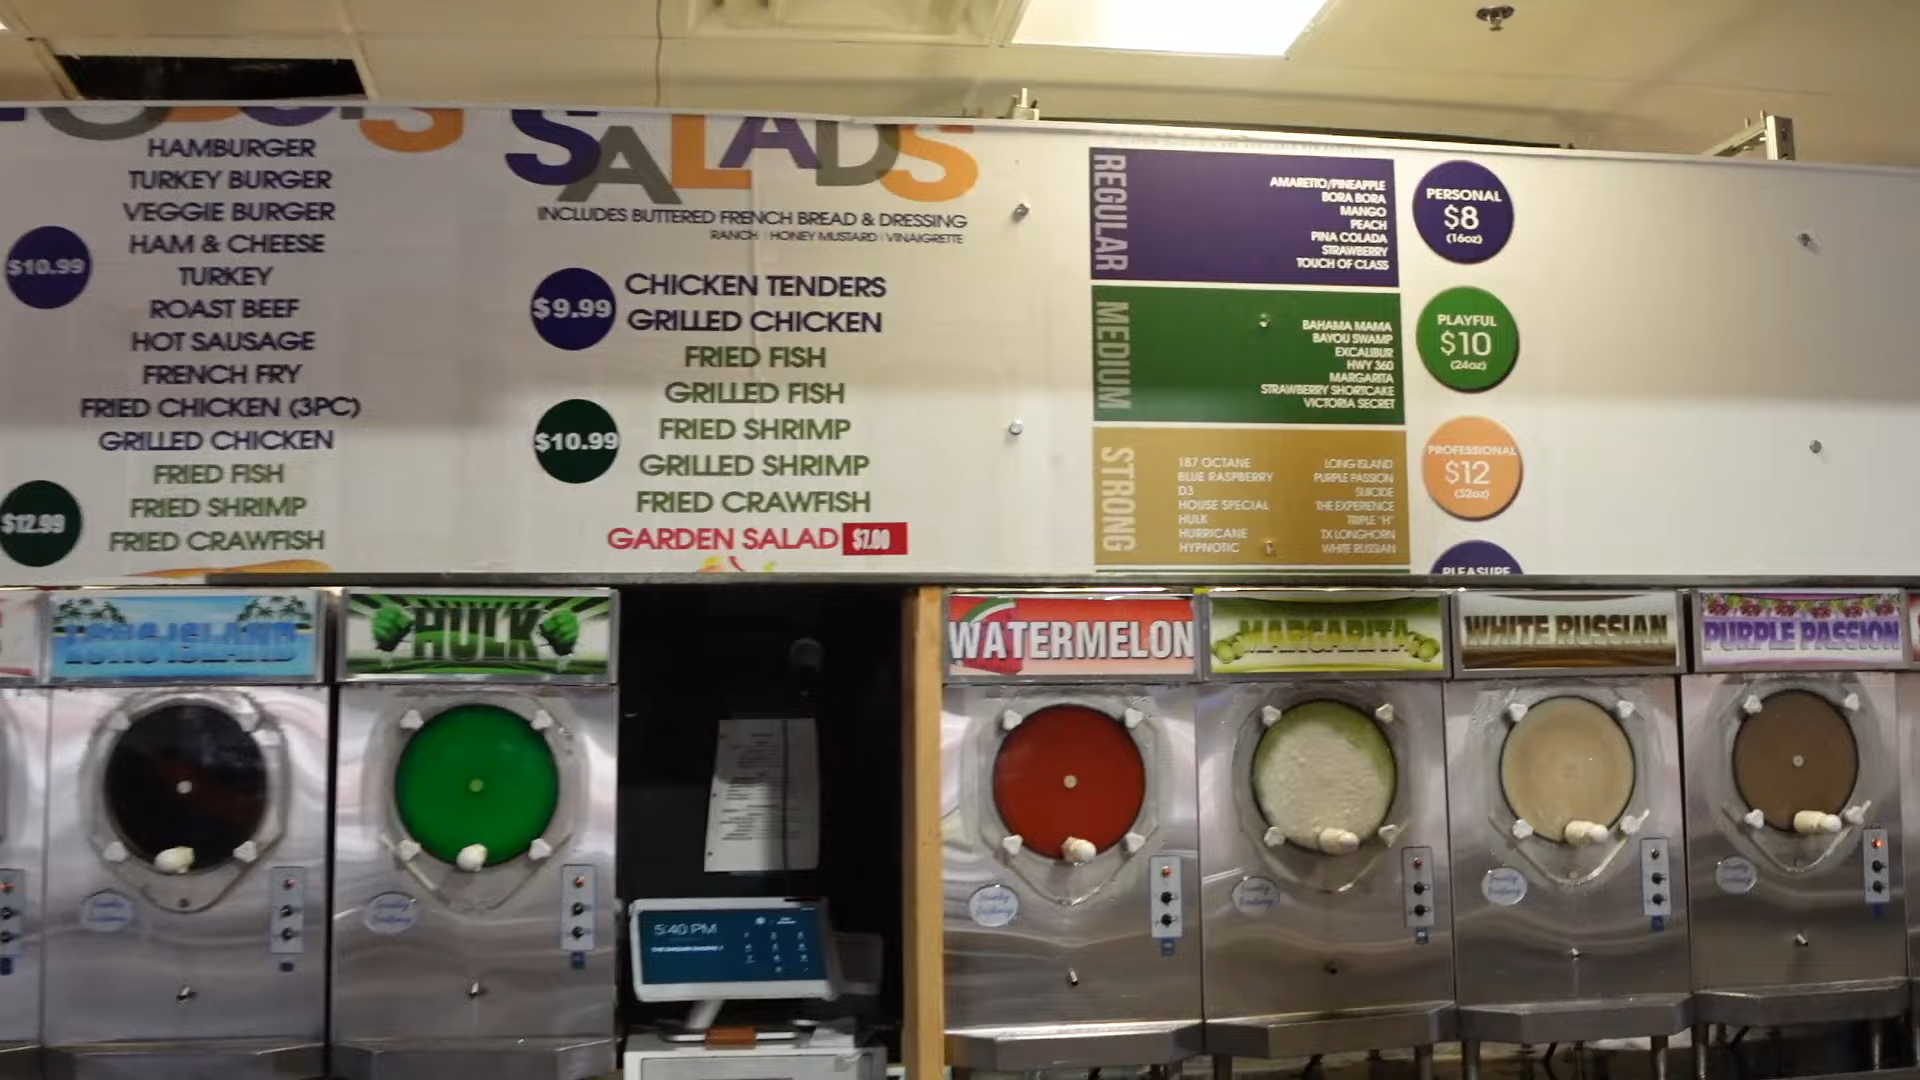 HAMBURGER
TURKEY BURGER
VEGGIE BURGER
HAM & CHEESE
TURKEY
ROAST BEEF
HOT SAUSAGE
FRENCH FRY
FRIED CHICKEN (3PC)
GRILLED CHICKEN
$10.99
FRIED FISH
FRIED SHRIMP
FRIED CRAWFISH
$12.99
SALADS
INCLUDES BUTTERED FRENCH BREAD & DRESSING
RANCH | HONEY MUSTARD | VINAIGRETTE
$9.99
CHICKEN TENDERS
GRILLED CHICKEN
$10.99
FRIED FISH
GRILLED FISH
FRIED SHRIMP
GRILLED SHRIMP
FRIED CRAWFISH
GARDEN SALAD $7.00
REGULAR
AMARETTO/PINEAPPLE
BORA BORA
MANGO
PEACH
PINA COLADA
STRAWBERRY
TOUCH OF CLASS
MEDIUM
BAHAMA MAMA
BAYOU SWAMP
EXCALIBUR
HWY 360
MARGARITA
STRAWBERRY SHORTCAKE
VICTORIA SECRET
STRONG
187 OCTANE
BLUE RASPBERRY
D3
HOUSE SPECIAL
HULK
HURRICANE
HYPNOTIC
LONG ISLAND
PURPLE PASSION
SUICIDE
THE EXPERIENCE
TRIPLE "H"
TX LONGHORN
WHITE RUSSIAN
PERSONAL
$8
(16oz)
PLAYFUL
$10
(24oz)
PROFESSIONAL
$12
(32oz)
PLEASURE
LONG ISLAND
HULK
WATERMELON
MARGARITA
WHITE RUSSIAN
PURPLE PASSION
5:40 PM